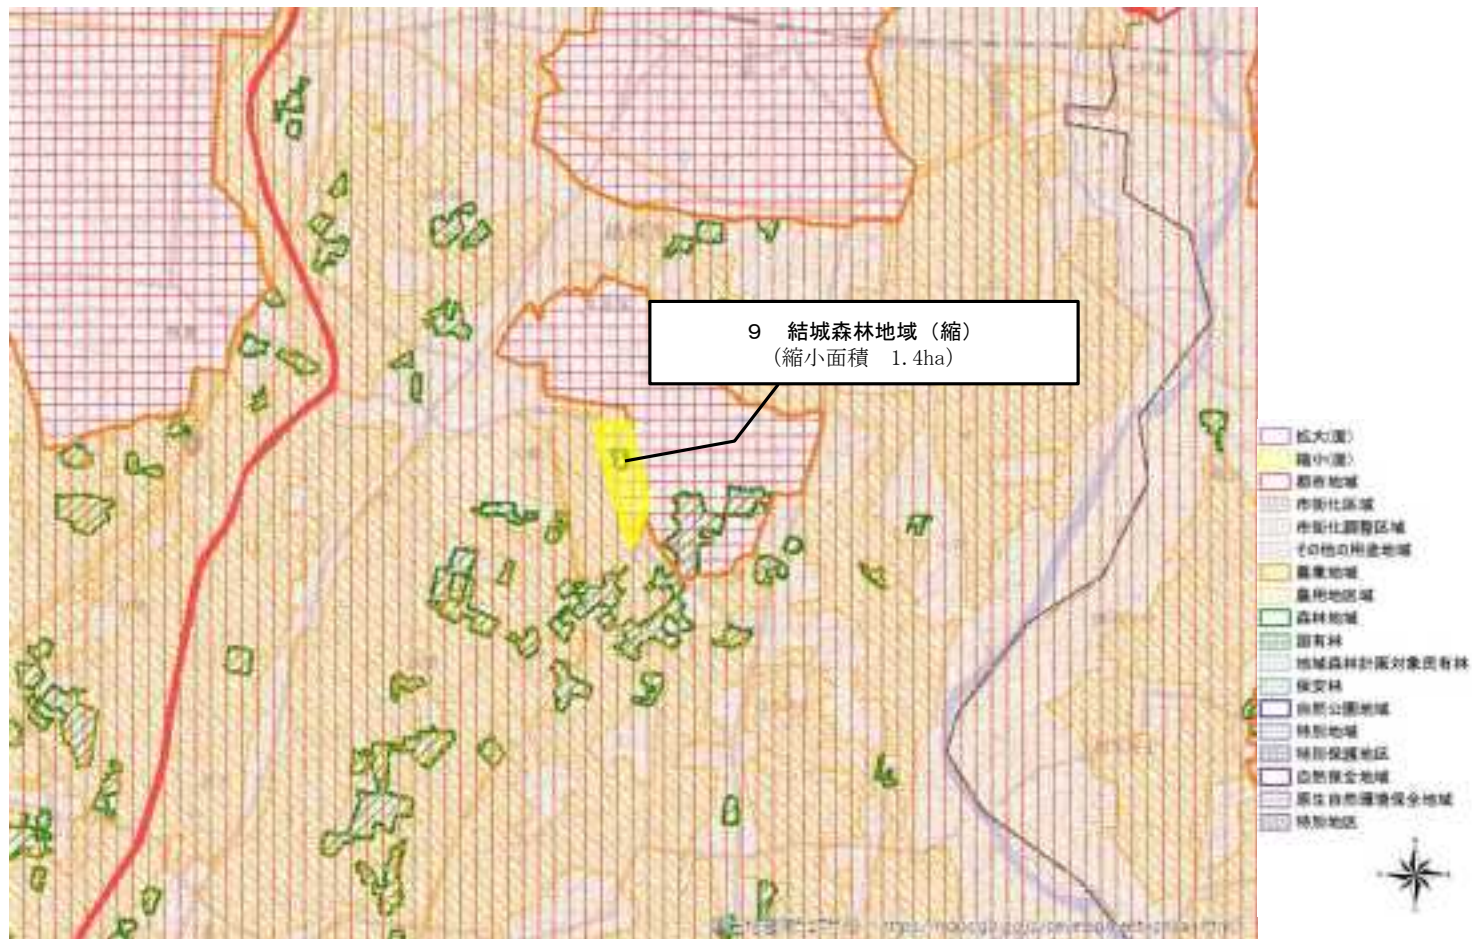 9　結城森林地域（縮）
（縮小面積　1.4ha）
拡大(面)
縮小(面)
都市地域
市街化区域
市街化調整区域
その他の用途地域
農業地域
農用地区域
森林地域
国有林
地域森林計画対象民有林
保安林
自然公園地域
特別地域
特別保護地区
自然保全地域
原生自然環境保全地域
特別地区